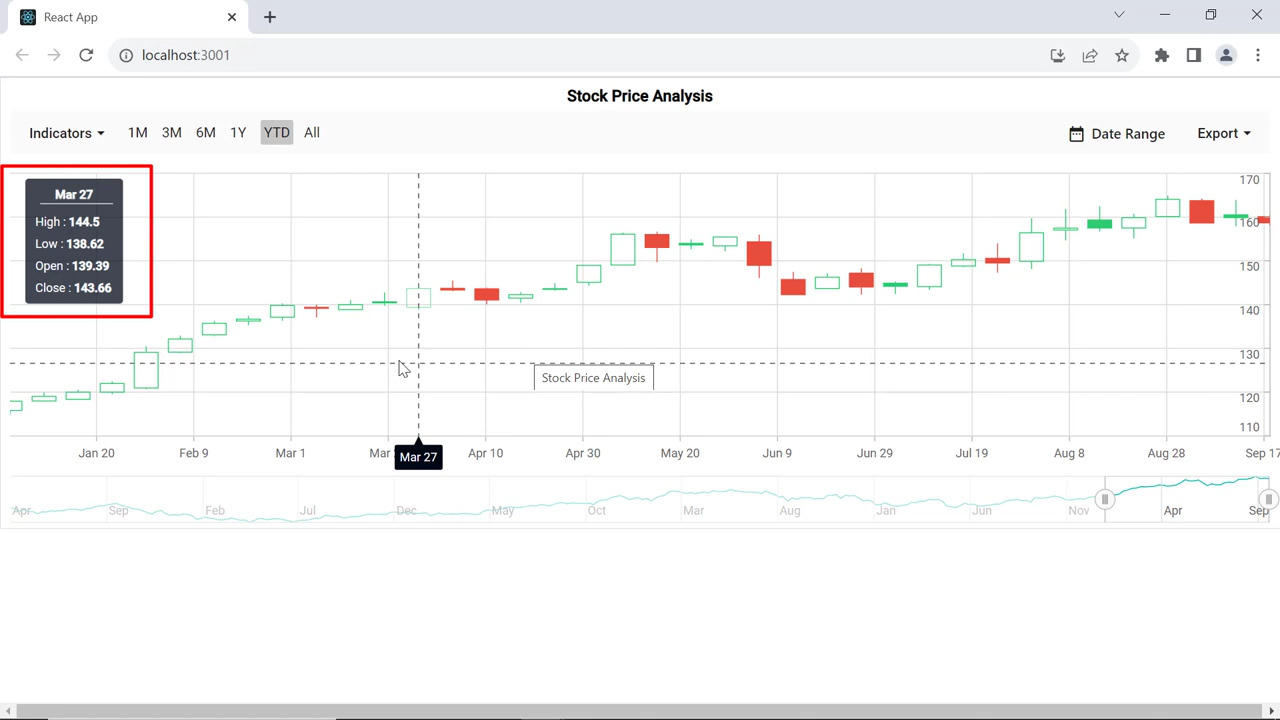 React App
localhost:3001
Stock Price Analysis
Indicators 1M 3M 6M 1Y YTD All Date Range Export
Mar 27
High : 144.5
Low : 138.62
Open : 139.39
Close : 143.66
170
160
150
140
130
120
110
Stock Price Analysis
Jan 20 Feb 9 Mar 1 Mar Apr 10 Apr 30 May 20 Jun 9 Jun 29 Jul 19 Aug 8 Aug 28 Sep 17
Mar 27
Apr Sep Feb Jul Dec May Oct Mar Aug Jan Jun Nov Apr Sep